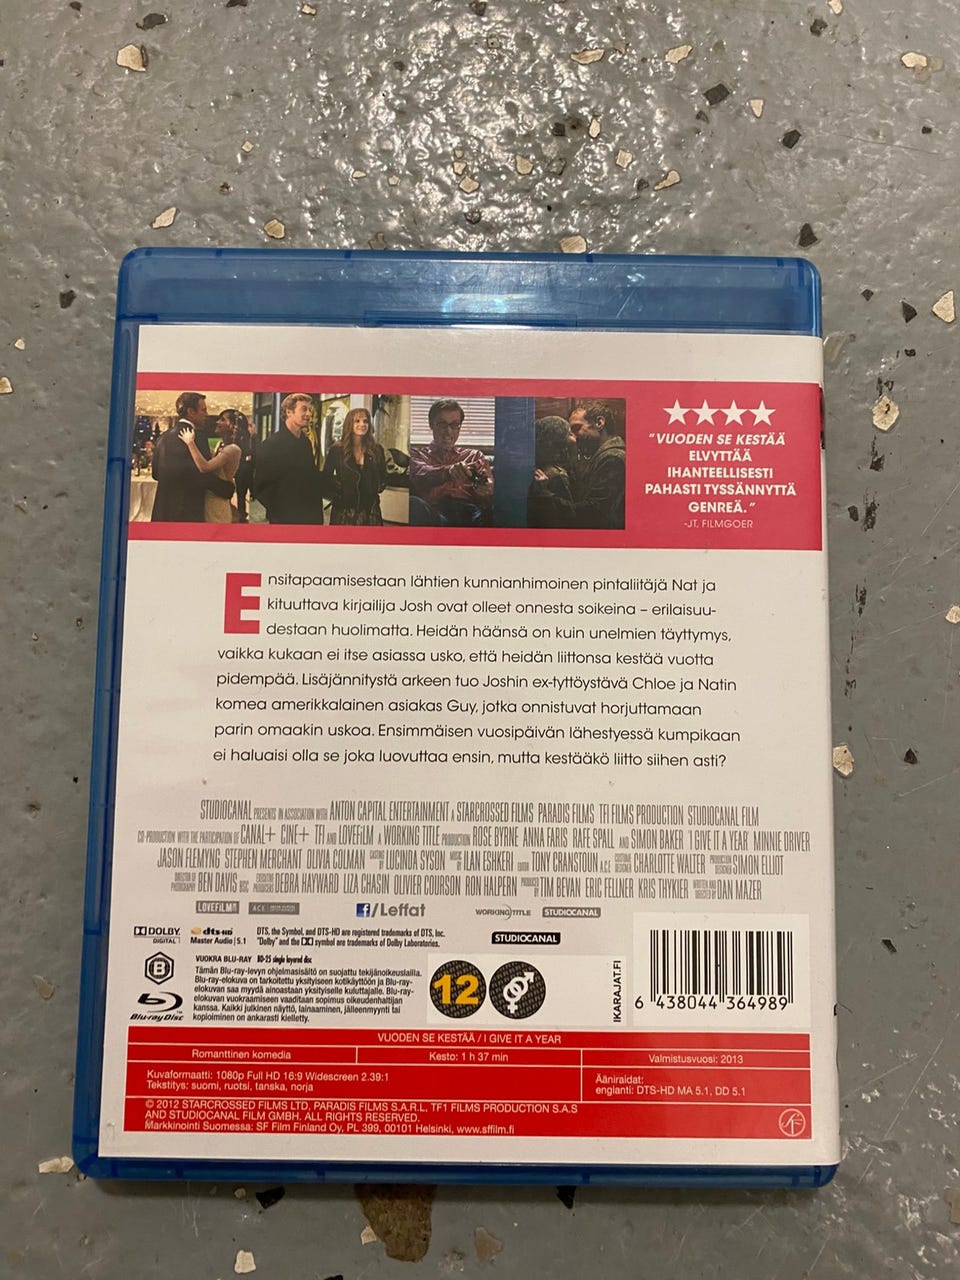 ★★★★
"VUODEN SE KESTÄÄ
ELVYTTÄÄ
IHANTEELLISESTI
PAHASTI TYSSÄNNYTTÄ
GENREÄ."
-JT. FILMGOER
Ensitapaamisestaan lähtien kunnianhimoinen pintaliitäjä Nat ja
kituuttava kirjailija Josh ovat olleet onnesta soikeina – erilaisuu-
destaan huolimatta. Heidän häänsä on kuin unelmien täyttymys,
vaikka kukaan ei itse asiassa usko, että heidän liittonsa kestää vuotta
pidempää. Lisäjännitystä arkeen tuo Joshin ex-tyttöystävä Chloe ja Natin
komea amerikkalainen asiakas Guy, jotka onnistuvat horjuttamaan
parin omaakin uskoa. Ensimmäisen vuosipäivän lähestyessä kumpikaan
ei haluaisi olla se joka luovuttaa ensin, mutta kestääkö liitto siihen asti?
STUDIOCANAL PRESENTS IN ASSOCIATION WITH ANTON CAPITAL ENTERTAINMENT A STARCROSSED FILMS PARADIS FILMS TF1 FILMS PRODUCTION STUDIOCANAL FILM
CO-PRODUCTION WITH THE PARTICIPATION OF CANAL+ CINE+ TF1 AND LOVEFiLM A WORKING TITLE PRODUCTION ROSE BYRNE ANNA FARIS RAFE SPALL AND SIMON BAKER 'I GIVE IT A YEAR' MINNIE DRIVER
JASON FLEMYNG STEPHEN MERCHANT OLIVIA COLMAN CASTING BY LUCINDA SYSON MUSIC BY ILAN ESHKERI EDITOR TONY CRANSTOUN A.C.E COSTUME DESIGNER CHARLOTTE WALTER PRODUCTION DESIGNER SIMON ELLIOT
DIRECTOR OF PHOTOGRAPHY BEN DAVIS BSC EXECUTIVE PRODUCERS DEBRA HAYWARD LIZA CHASIN OLIVIER COURSON RON HALPERN PRODUCED BY TIM BEVAN ERIC FELLNER KRIS THYKIER WRITTEN AND DIRECTED BY DAN MAZER
LOVEFiLM ACE f/Leffat WORKING TITLE STUDIOCANAL
DOLBY DIGITAL dts-HD Master Audio | 5.1
DTS, the Symbol, and DTS-HD are registered trademarks of DTS, Inc.
"Dolby" and the DD symbol are trademarks of Dolby Laboratories.
STUDIOCANAL
B
Blu-ray Disc
VUOKRA BLU-RAY BD-25 single layered disc
Tämän Blu-ray-levyn ohjelmasisältö on suojattu tekijänoikeuslailla.
Blu-ray-elokuva on tarkoitettu yksityiseen kotikäyttöön ja Blu-ray-
elokuvan saa myydä ainoastaan yksityiselle kuluttajalle. Blu-ray-
elokuvan vuokraamiseen vaaditaan sopimus oikeudenhaltijan
kanssa. Kaikki julkinen näyttö, lainaaminen, jälleenmyynti tai
kopioiminen on ankarasti kielletty.
12
IKARAJAT.FI
6 438044 364989
VUODEN SE KESTÄÄ / I GIVE IT A YEAR
Romanttinen komedia
Kesto: 1 h 37 min
Valmistusvuosi: 2013
Kuvaformaatti: 1080p Full HD 16:9 Widescreen 2.39:1
Tekstitys: suomi, ruotsi, tanska, norja
Ääniraidat:
englanti: DTS-HD MA 5.1, DD 5.1
© 2012 STARCROSSED FILMS LTD, PARADIS FILMS S.A.R.L. TF1 FILMS PRODUCTION S.A.S
AND STUDIOCANAL FILM GMBH. ALL RIGHTS RESERVED.
Markkinointi Suomessa: SF Film Finland Oy, PL 399, 00101 Helsinki, www.sffilm.fi
SF